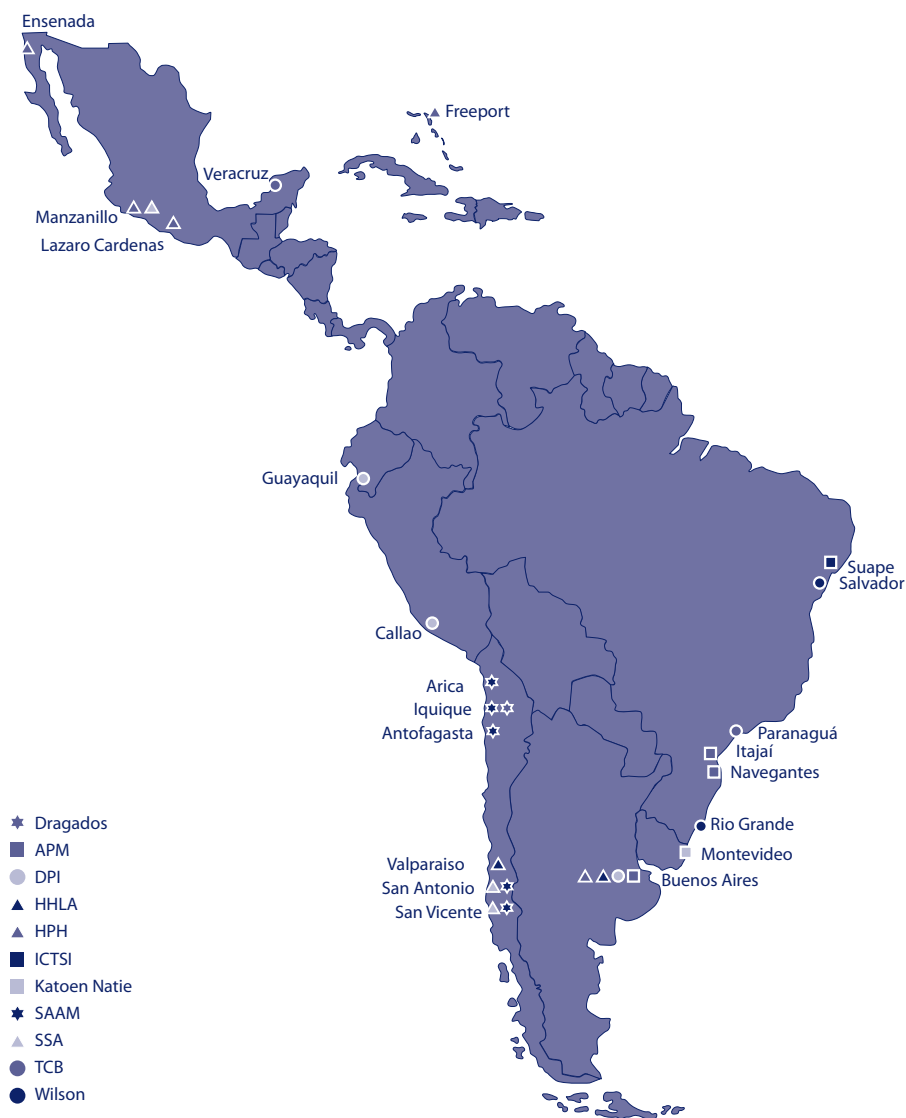 Ensenada
Freeport
Veracruz
Manzanillo
Lazaro Cardenas
Guayaquil
Suape
Salvador
Callao
Arica
Iquique
Antofagasta
Paranaguá
Itajaí
Navegantes
Rio Grande
Montevideo
Buenos Aires
Valparaiso
San Antonio
San Vicente
Dragados
APM
DPI
HHLA
HPH
ICTSI
Katoen Natie
SAAM
SSA
TCB
Wilson